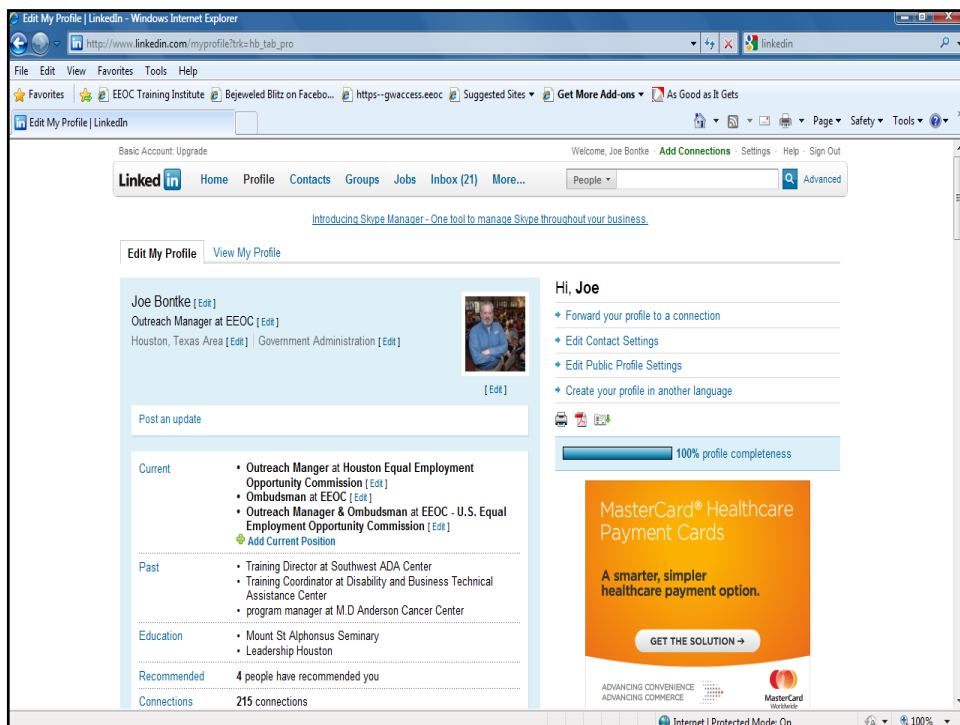 Edit My Profile | LinkedIn - Windows Internet Explorer
http://www.linkedin.com/myprofile?trk=hb_tab_pro
linkedin
File Edit View Favorites Tools Help
Favorites EEOC Training Institute Bejeweled Blitz on Facebo... https--gwaccess.eeoc Suggested Sites Get More Add-ons As Good as It Gets
Edit My Profile | LinkedIn
Page Safety Tools
Basic Account: Upgrade
Welcome, Joe Bontke · Add Connections · Settings · Help · Sign Out
Linked in Home Profile Contacts Groups Jobs Inbox (21) More... People Advanced
Introducing Skype Manager - One tool to manage Skype throughout your business.
Edit My Profile View My Profile
Joe Bontke [ Edit ]
Outreach Manager at EEOC [ Edit ]
Houston, Texas Area [ Edit ] | Government Administration [ Edit ]
[ Edit ]
Post an update
Current
• Outreach Manger at Houston Equal Employment
Opportunity Commission [ Edit ]
• Ombudsman at EEOC [ Edit ]
• Outreach Manager & Ombudsman at EEOC - U.S. Equal
Employment Opportunity Commission [ Edit ]
Add Current Position
Past
• Training Director at Southwest ADA Center
• Training Coordinator at Disability and Business Technical
Assistance Center
• program manager at M.D Anderson Cancer Center
Education
• Mount St Alphonsus Seminary
• Leadership Houston
Recommended 4 people have recommended you
Connections 215 connections
Hi, Joe
Forward your profile to a connection
Edit Contact Settings
Edit Public Profile Settings
Create your profile in another language
100% profile completeness
MasterCard® Healthcare
Payment Cards
A smarter, simpler
healthcare payment option.
GET THE SOLUTION →
ADVANCING CONVENIENCE
ADVANCING COMMERCE
MasterCard
Worldwide
Internet | Protected Mode: On
100%